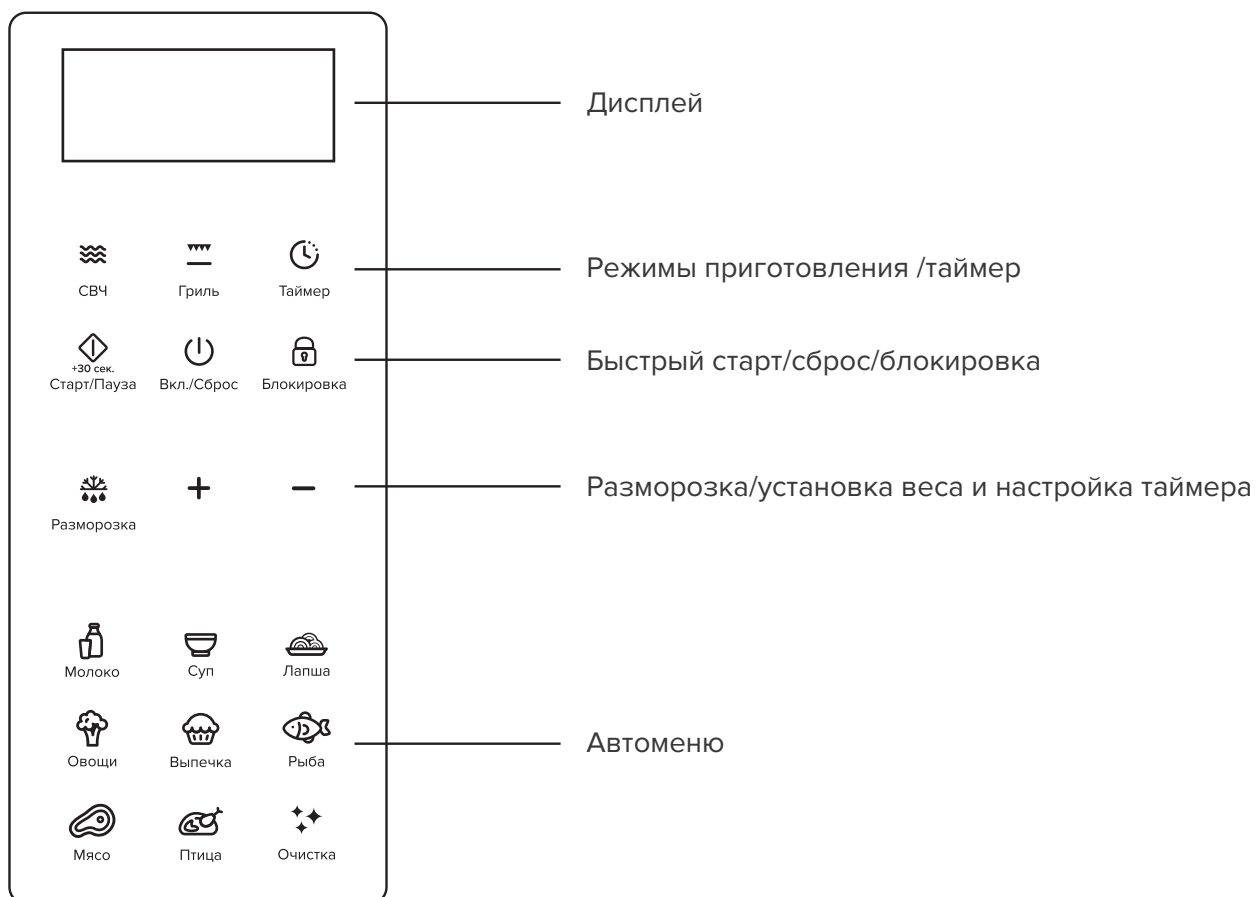 Дисплей
СВЧ Гриль Таймер
Режимы приготовления /таймер
+30 сек.
Старт/Пауза Вкл./Сброс Блокировка
Быстрый старт/сброс/блокировка
+ −
Разморозка/установка веса и настройка таймера
Разморозка
Молоко Суп Лапша
Овощи Выпечка Рыба
Автоменю
Мясо Птица Очистка